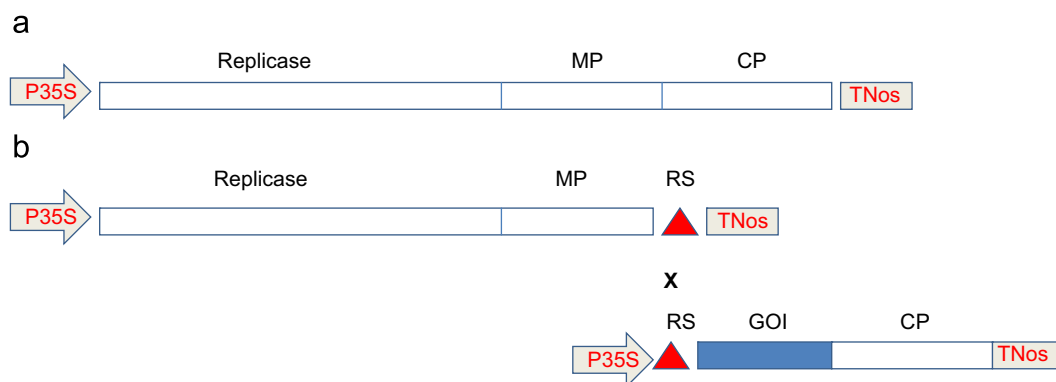 a
Replicase MP CP
P35S TNos
b
Replicase MP RS
P35S TNos
X
RS GOI CP
P35S TNos